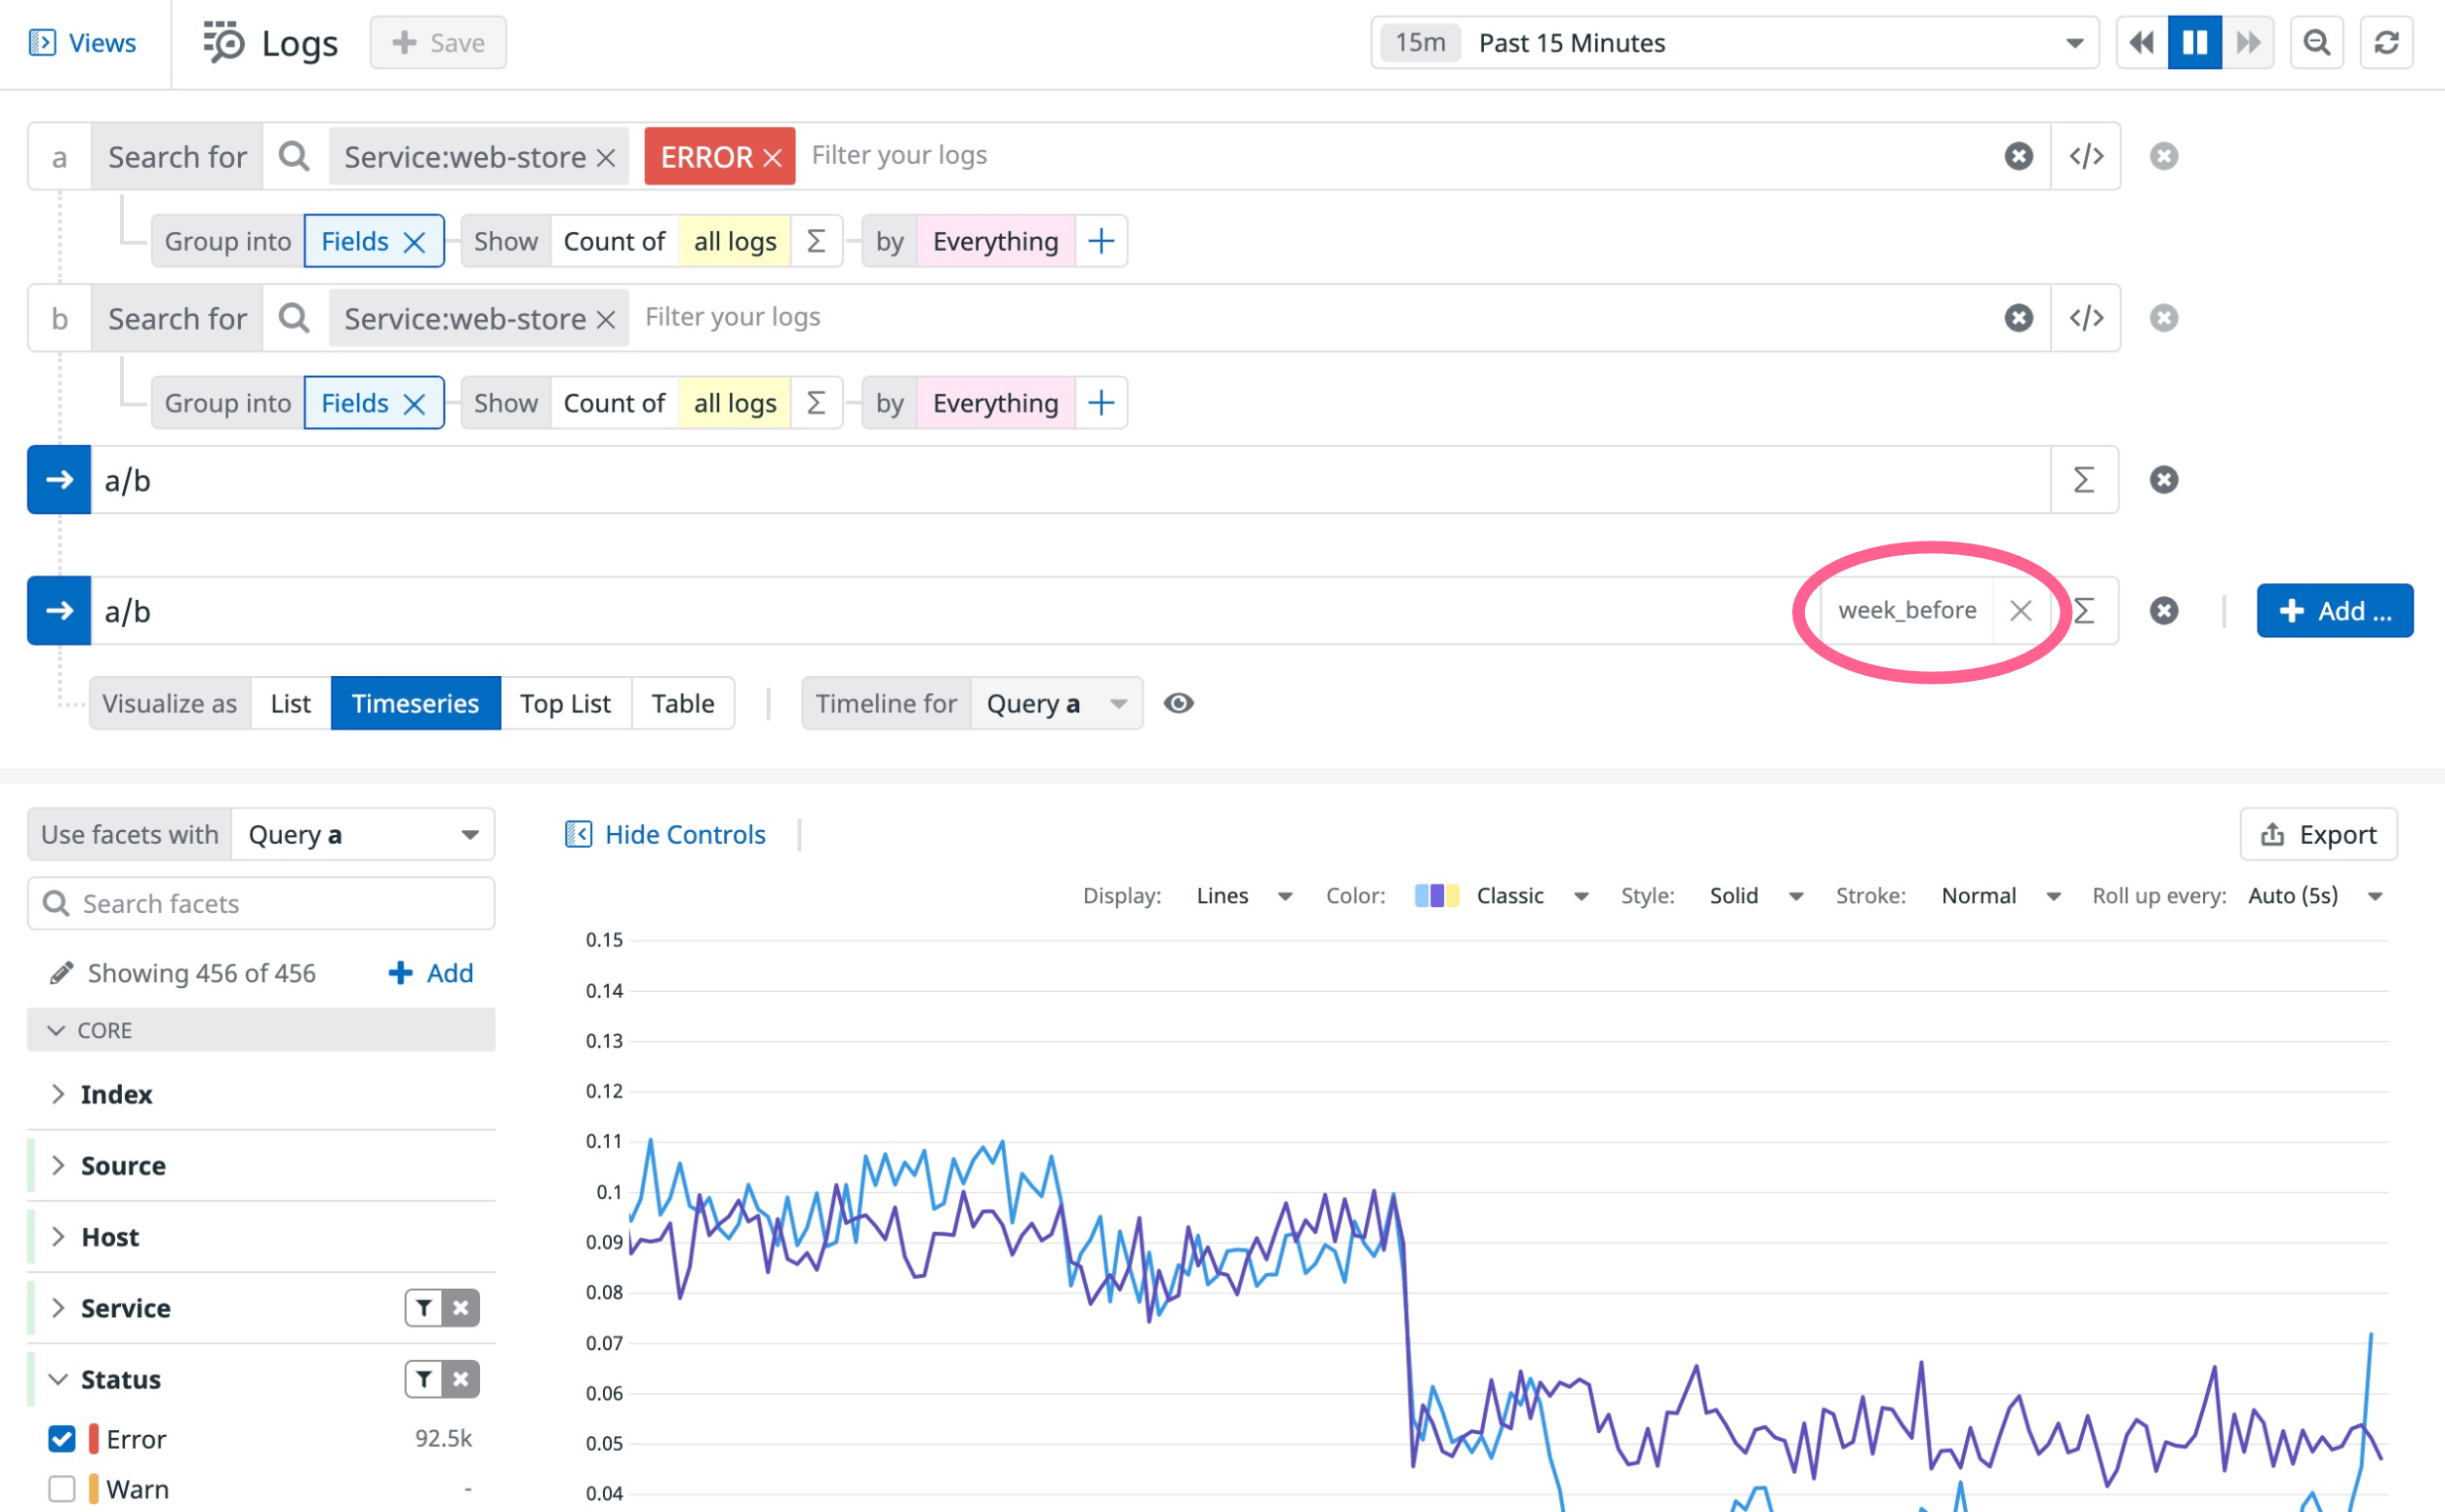 Views Logs Save 15m Past 15 Minutes
a Search for Service:web-store ERROR Filter your logs </>
Group into Fields Show Count of all logs Σ by Everything
b Search for Service:web-store Filter your logs </>
Group into Fields Show Count of all logs Σ by Everything
a/b Σ
a/b week_before Σ Add ...
Visualize as List Timeseries Top List Table Timeline for Query a
Use facets with Query a Hide Controls Export
Search facets
Display: Lines Color: Classic Style: Solid Stroke: Normal Roll up every: Auto (5s)
Showing 456 of 456 Add
CORE
Index
Source
Host
Service
Status
Error 92.5k
Warn -
0.15
0.14
0.13
0.12
0.11
0.1
0.09
0.08
0.07
0.06
0.05
0.04